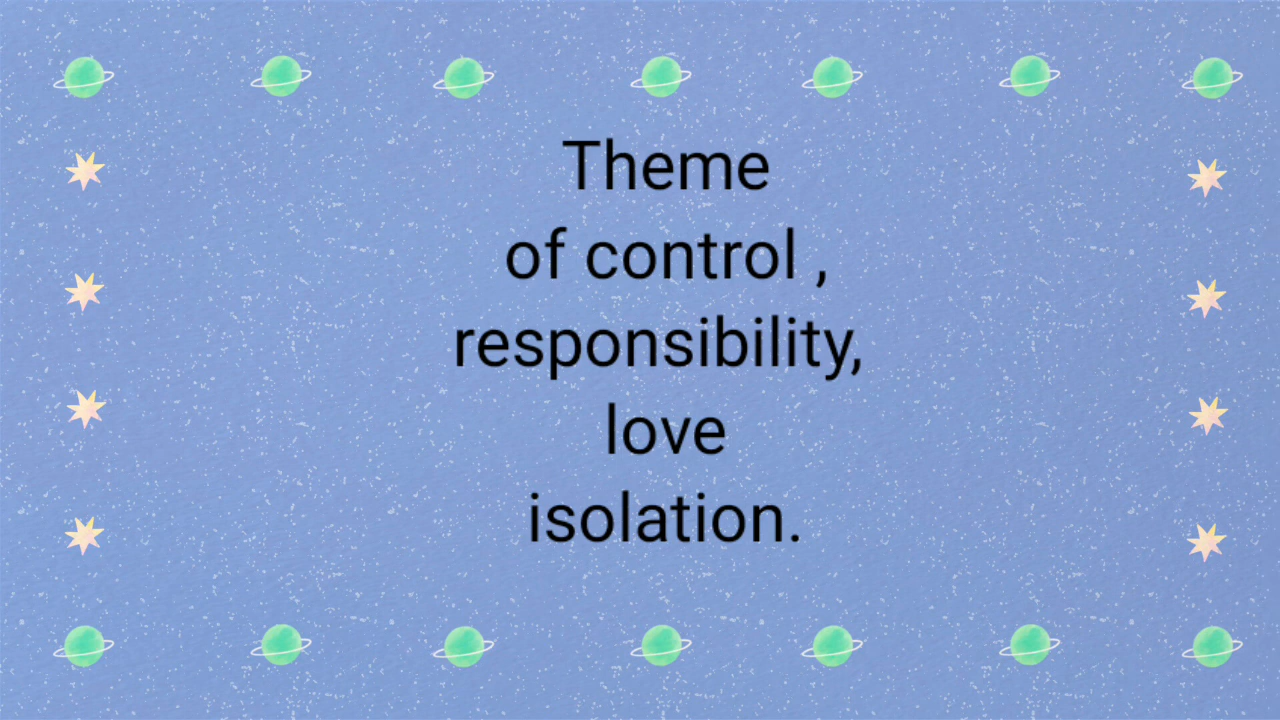 Theme
of control ,
responsibility,
love
isolation.